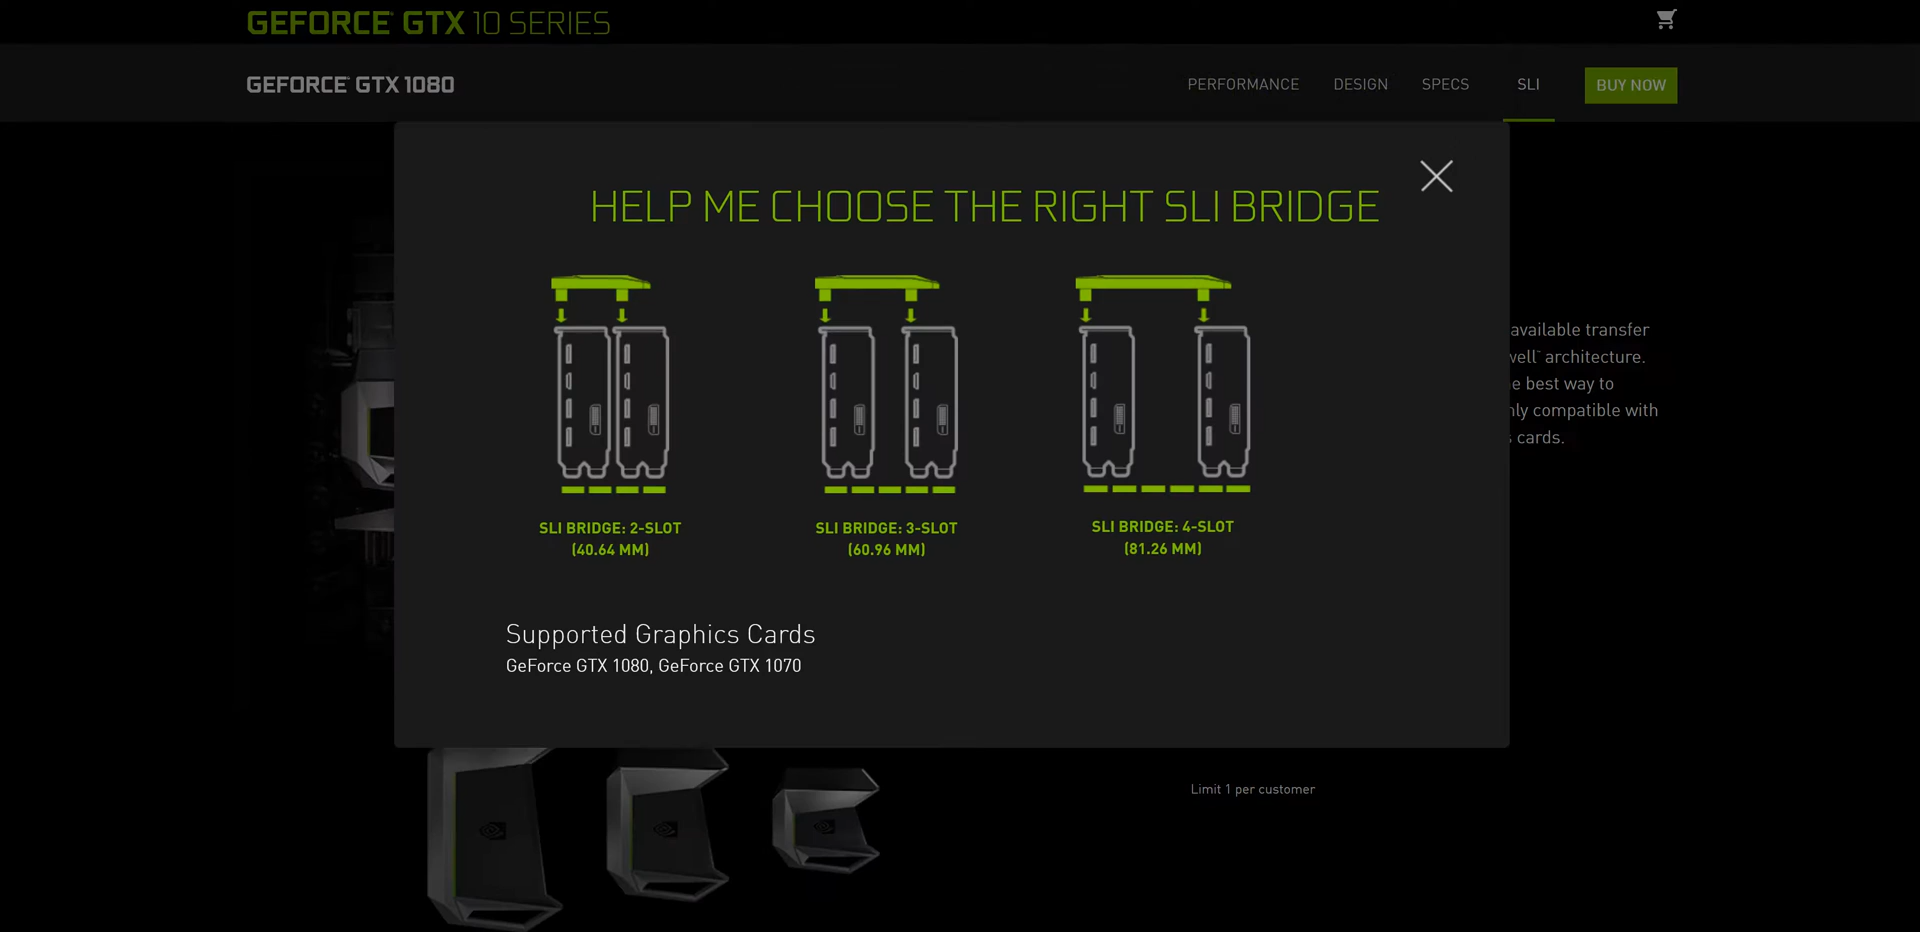 GEFORCE® GTX 10 SERIES
GEFORCE® GTX 1080
PERFORMANCE
DESIGN
SPECS
SLI
BUY NOW
HELP ME CHOOSE THE RIGHT SLI BRIDGE
SLI BRIDGE: 2-SLOT
(40.64 MM)
SLI BRIDGE: 3-SLOT
(60.96 MM)
SLI BRIDGE: 4-SLOT
(81.26 MM)
Supported Graphics Cards
GeForce GTX 1080, GeForce GTX 1070
available transfer
architecture.
best way to
compatible with
cards.
Limit 1 per customer